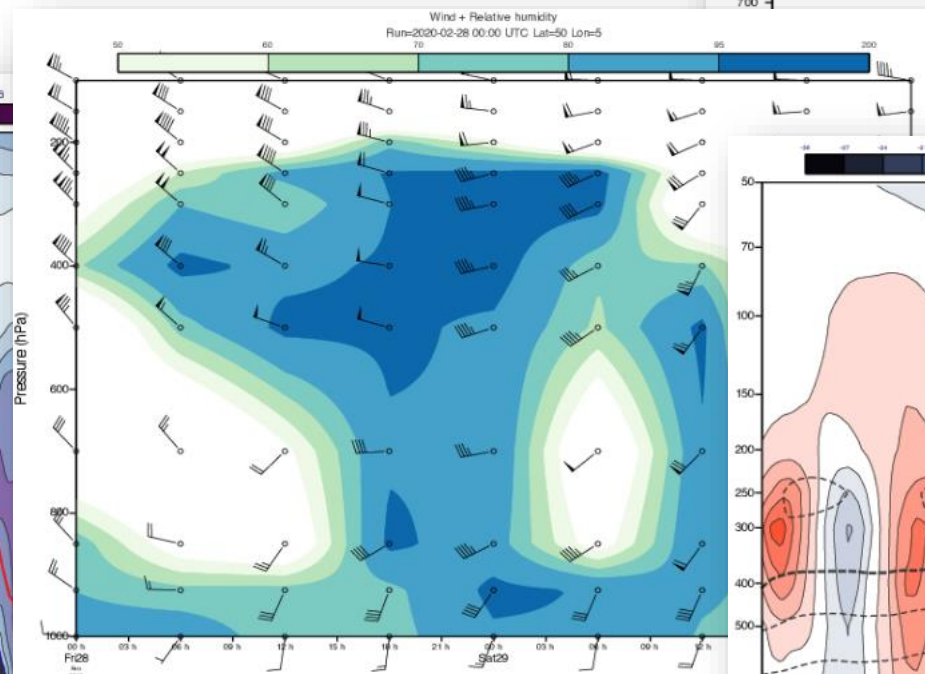 700
Wind + Relative humidity
Run=2020-02-28 00:00 UTC Lat=50 Lon=5
50 60 70 80 95 200
200
400
600
800
1000
Pressure (hPa)
00 h 03 h 06 h 09 h 12 h 15 h 18 h 21 h 00 h 03 h 06 h 09 h 12 h
Fri28 Sat29
50
70
100
150
200
250
300
400
500